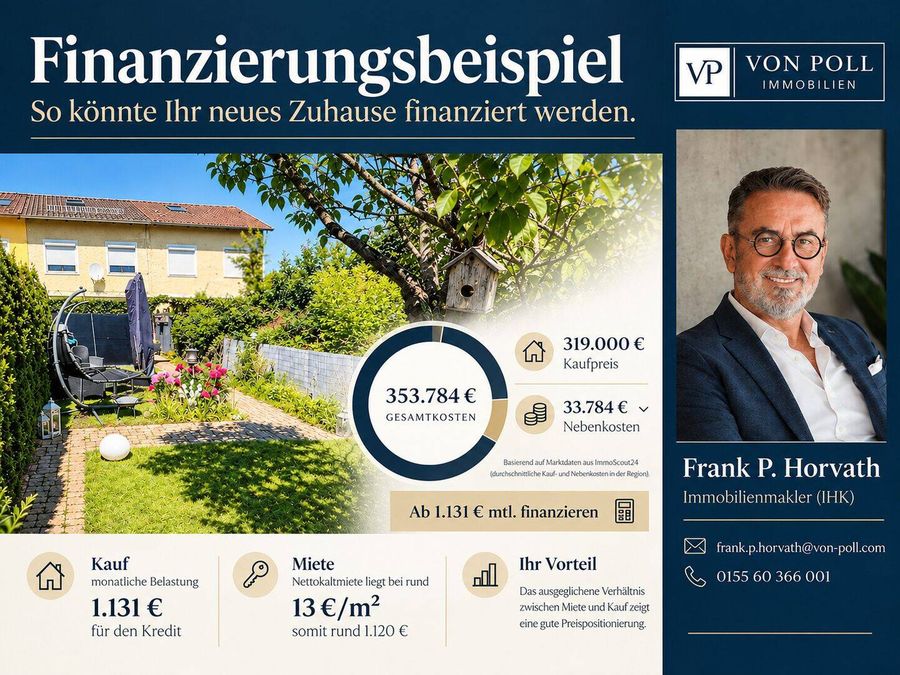 Finanzierungsbeispiel
So könnte Ihr neues Zuhause finanziert werden.
VP
VON POLL
IMMOBILIEN
353.784 €
GESAMTKOSTEN
319.000 €
Kaufpreis
33.784 €
Nebenkosten
Basierend auf Marktdaten aus ImmoScout24
(durchschnittliche Kauf- und Nebenkosten in der Region).
Ab 1.131 € mtl. finanzieren
Kauf
monatliche Belastung
1.131 €
für den Kredit
Miete
Nettokaltmiete liegt bei rund
13 €/m²
somit rund 1.120 €
Ihr Vorteil
Das ausgeglichene Verhältnis
zwischen Miete und Kauf zeigt
eine gute Preispositionierung.
Frank P. Horvath
Immobilienmakler (IHK)
frank.p.horvath@von-poll.com
0155 60 366 001